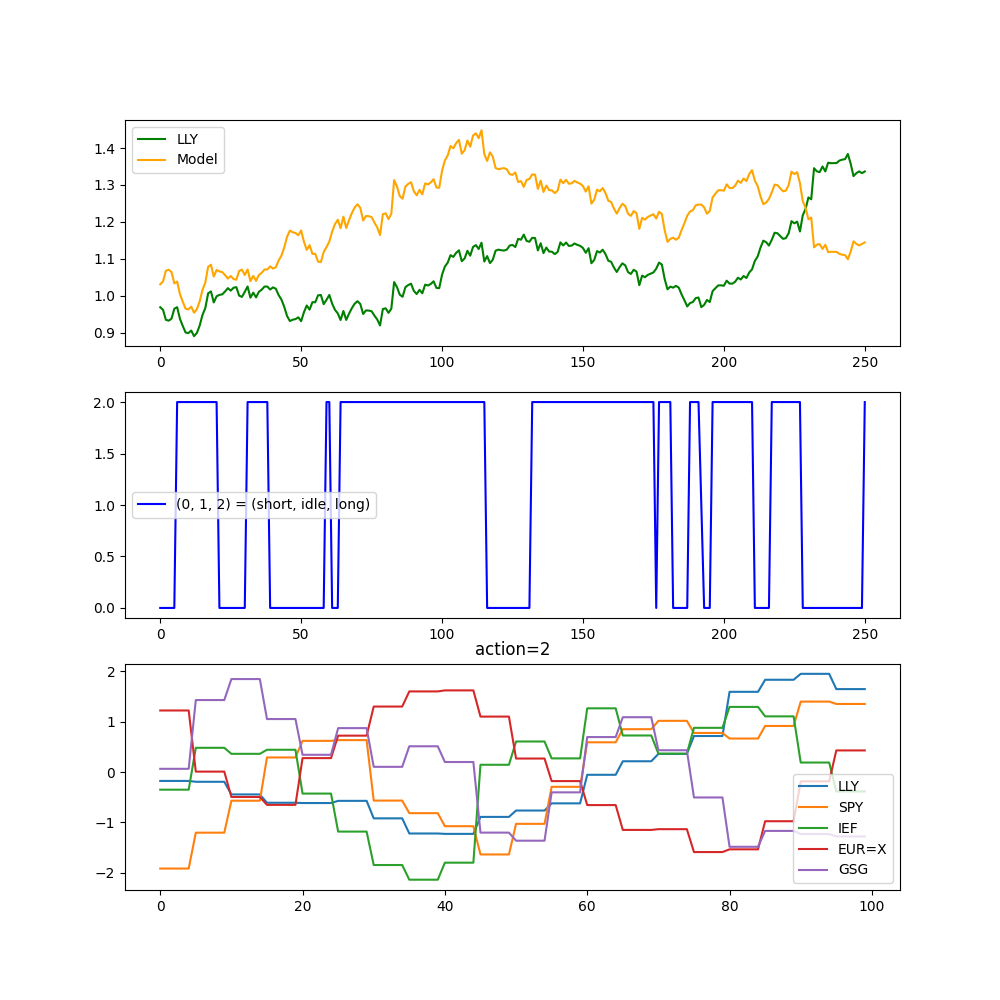 LLY
Model
1.4
1.3
1.2
1.1
1.0
0.9
0 50 100 150 200 250
2.0
1.5
1.0
0.5
0.0
(0, 1, 2) = (short, idle, long)
0 50 100 150 200 250
action=2
2
1
0
−1
−2
LLY
SPY
IEF
EUR=X
GSG
0 20 40 60 80 100